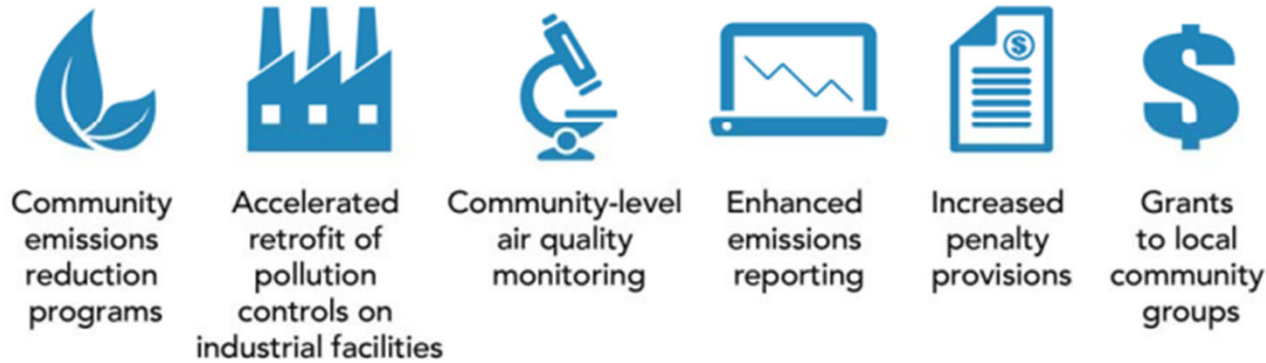 Community
emissions
reduction
programs
Accelerated
retrofit of
pollution
controls on
industrial facilities
Community-level
air quality
monitoring
Enhanced
emissions
reporting
$
Increased
penalty
provisions
$
Grants
to local
community
groups